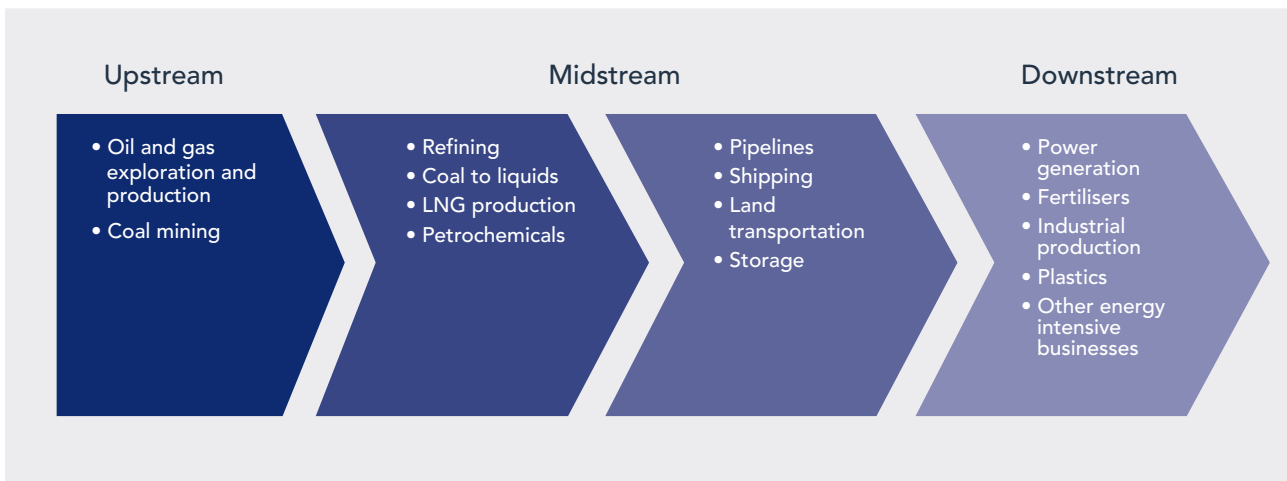 Upstream
Midstream
Downstream
• Oil and gas
exploration and
production
• Coal mining
• Refining
• Coal to liquids
• LNG production
• Petrochemicals
• Pipelines
• Shipping
• Land
transportation
• Storage
• Power
generation
• Fertilisers
• Industrial
production
• Plastics
• Other energy
intensive
businesses